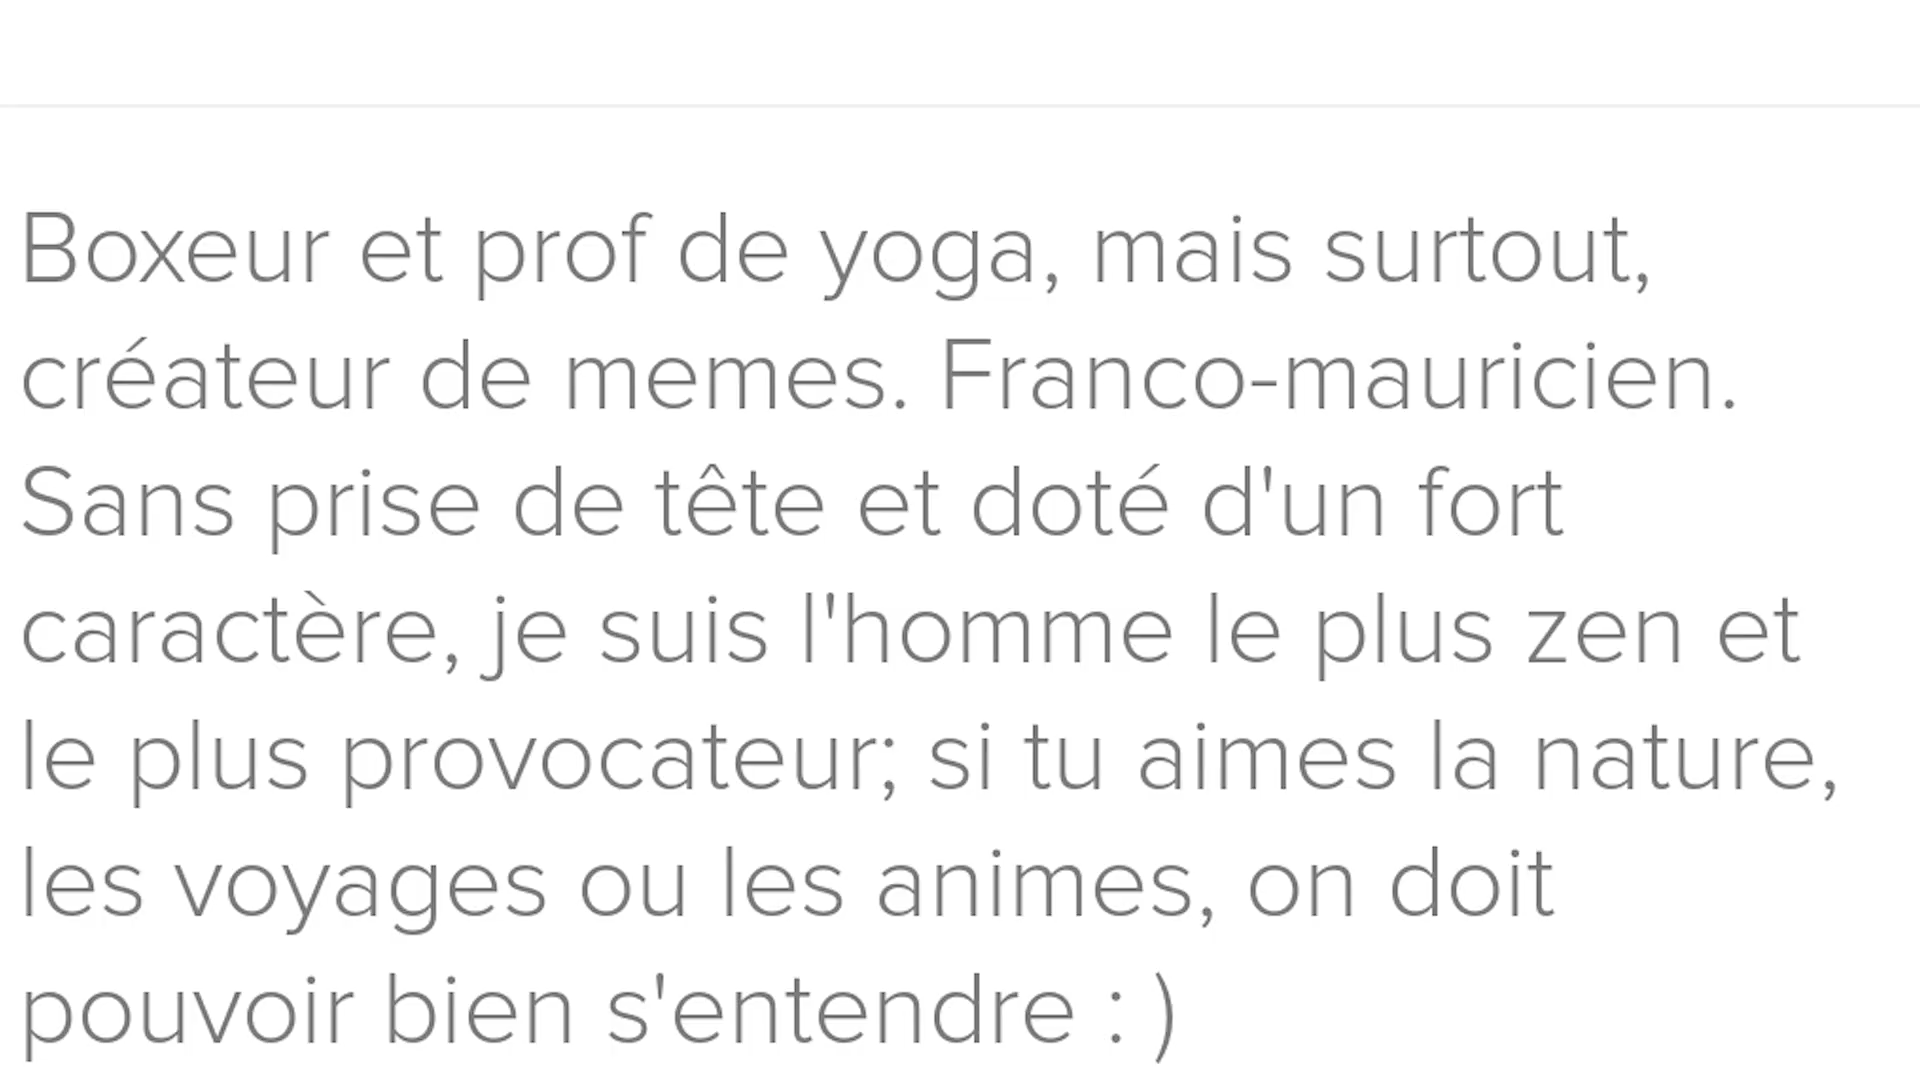 Boxeur et prof de yoga, mais surtout,
créateur de memes. Franco-mauricien.
Sans prise de tête et doté d'un fort
caractère, je suis l'homme le plus zen et
le plus provocateur; si tu aimes la nature,
les voyages ou les animes, on doit
pouvoir bien s'entendre : )